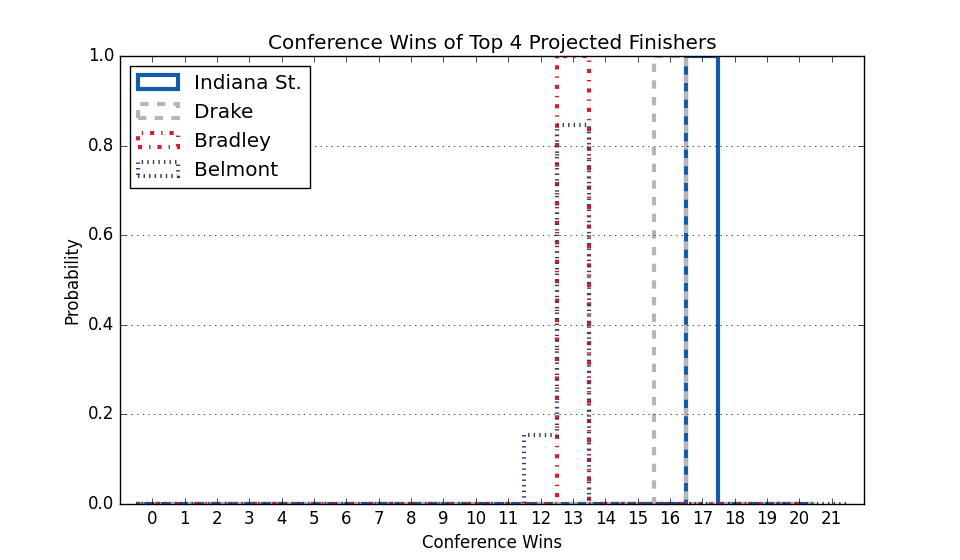 Conference Wins of Top 4 Projected Finishers
1.0
0.8
0.6
0.4
0.2
0.0
Probability
Indiana St.
Drake
Bradley
Belmont
0 1 2 3 4 5 6 7 8 9 10 11 12 13 14 15 16 17 18 19 20 21
Conference Wins